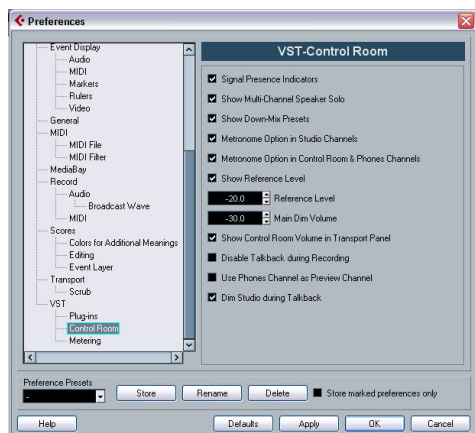 Preferences
Event Display
Audio
MIDI
Markers
Rulers
Video
General
MIDI
MIDI File
MIDI Filter
MediaBay
Record
Audio
Broadcast Wave
MIDI
Scores
Colors for Additional Meanings
Editing
Event Layer
Transport
Scrub
VST
Plug-ins
Control Room
Metering
VST-Control Room
Signal Presence Indicators
Show Multi-Channel Speaker Solo
Show Down-Mix Presets
Metronome Option in Studio Channels
Metronome Option in Control Room & Phones Channels
Show Reference Level
-20.0 Reference Level
-30.0 Main Dim Volume
Show Control Room Volume in Transport Panel
Disable Talkback during Recording
Use Phones Channel as Preview Channel
Dim Studio during Talkback
Preference Presets
- Store Rename Delete Store marked preferences only
Help Defaults Apply OK Cancel